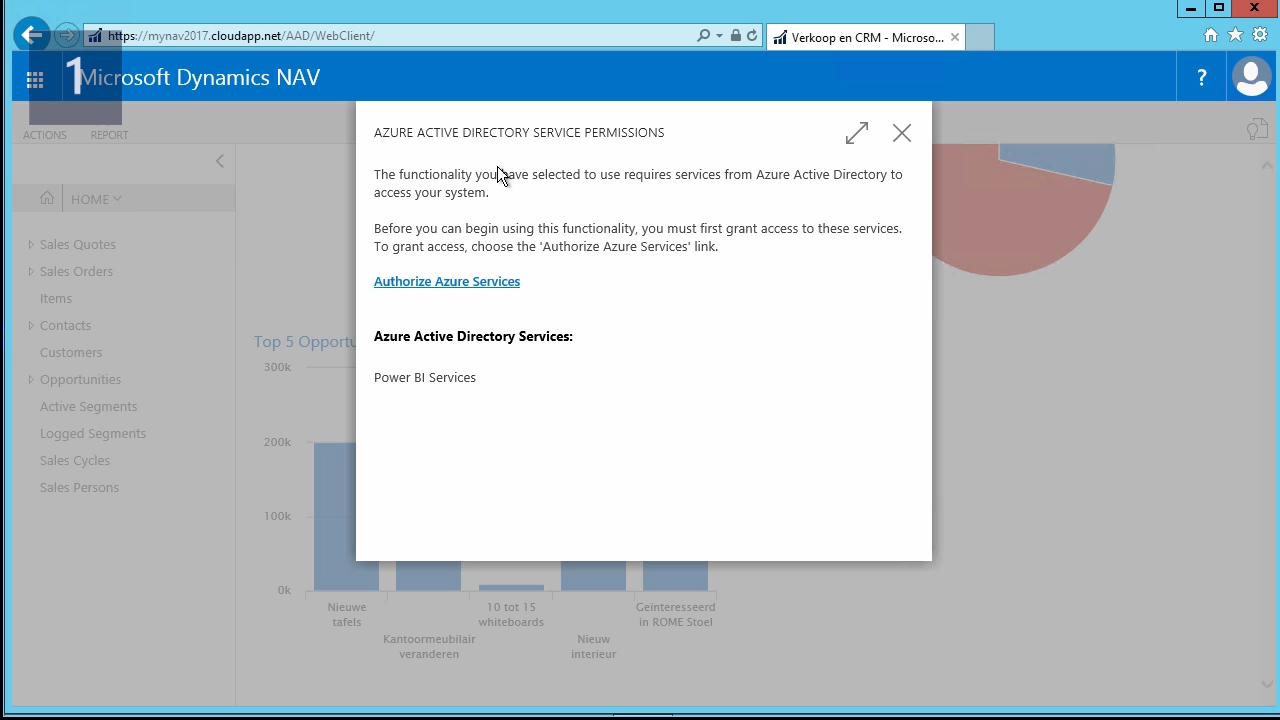 https://mynav2017.cloudapp.net/AAD/WebClient/
Verkoop en CRM - Microso...
1
Microsoft Dynamics NAV
?
ACTIONS
REPORT
HOME
Sales Quotes
Sales Orders
Items
Contacts
Customers
Opportunities
Active Segments
Logged Segments
Sales Cycles
Sales Persons
AZURE ACTIVE DIRECTORY SERVICE PERMISSIONS
The functionality you have selected to use requires services from Azure Active Directory to
access your system.
Before you can begin using this functionality, you must first grant access to these services.
To grant access, choose the 'Authorize Azure Services' link.
Authorize Azure Services
Azure Active Directory Services:
Power BI Services
Top 5 Opportu
300k
200k
100k
0k
Nieuwe
tafels
Kantoormeubilair
veranderen
10 tot 15
whiteboards
Nieuw
interieur
Geïnteresseerd
in ROME Stoel